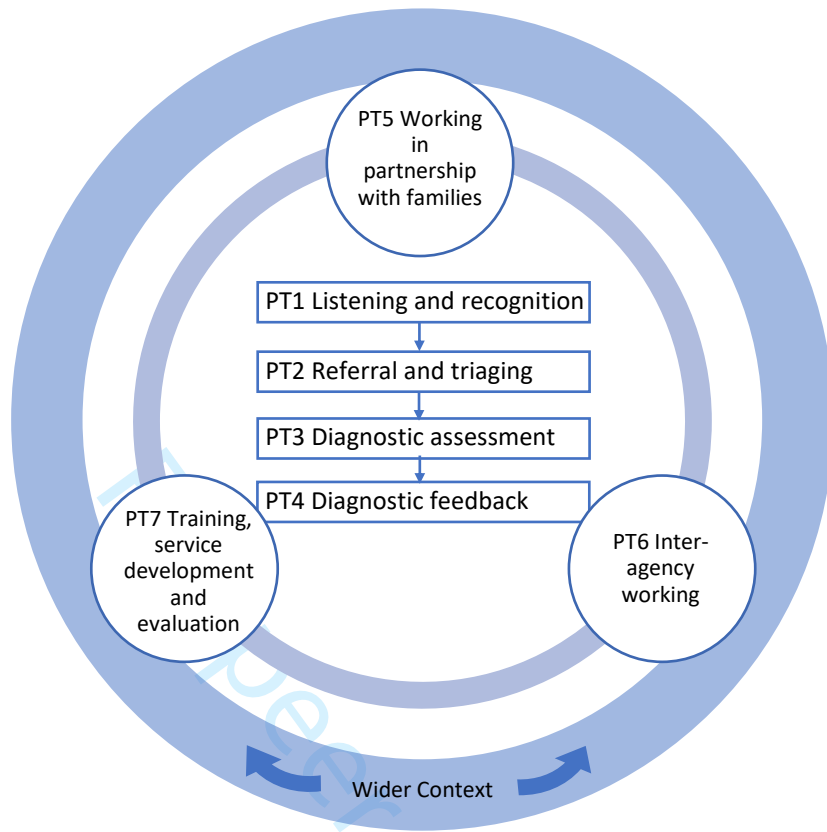 PT5 Working
in
partnership
with families
PT1 Listening and recognition
PT2 Referral and triaging
PT3 Diagnostic assessment
PT4 Diagnostic feedback
PT7 Training,
service
development
and
evaluation
PT6 Inter-
agency
working
Wider Context
peer